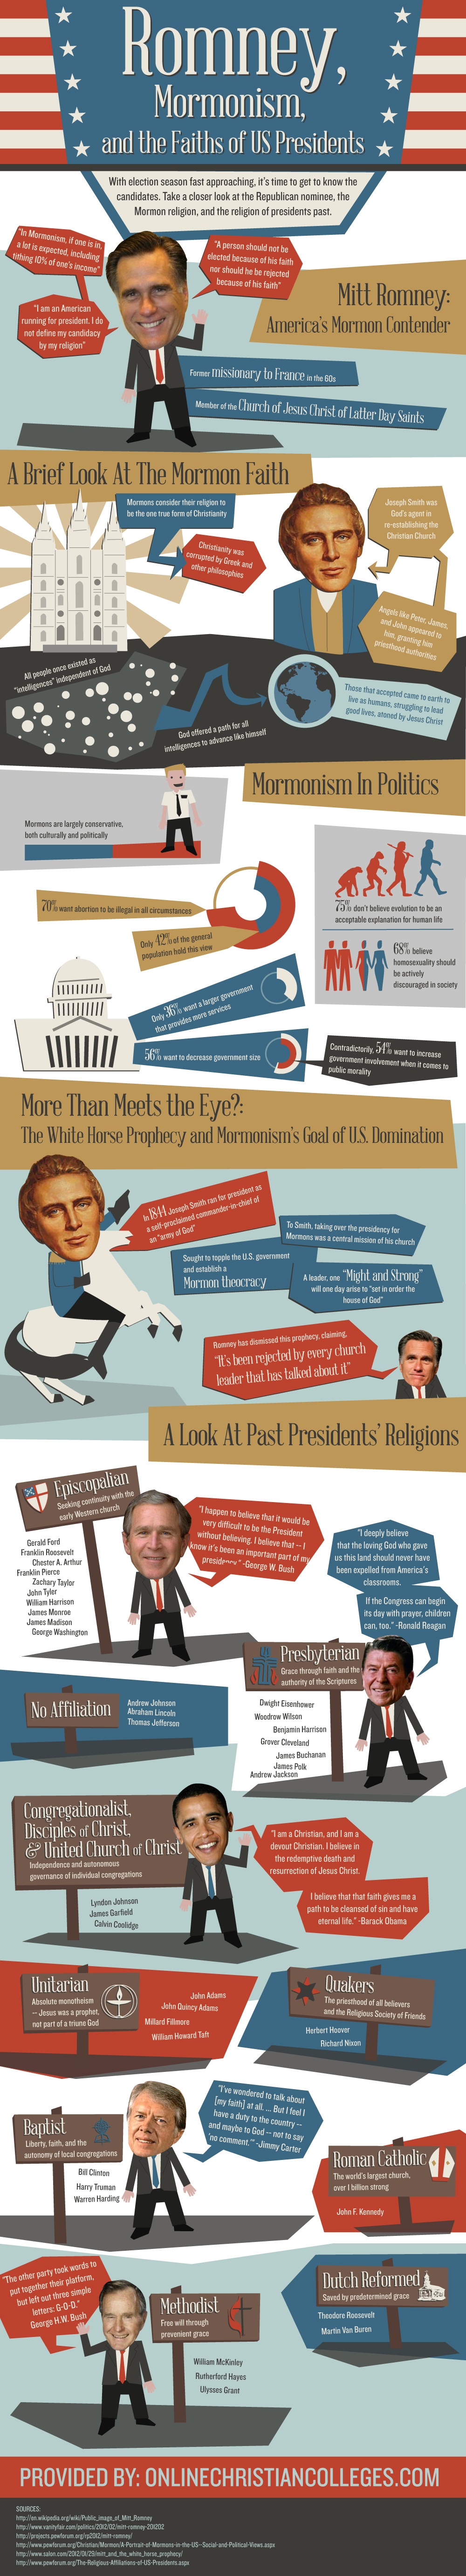 Romney,
Mormonism,
and the Faiths of US Presidents
With election season fast approaching, it's time to get to know the
candidates. Take a closer look at the Republican nominee, the
Mormon religion, and the religion of presidents past.
"In Mormonism, if one is in,
a lot is expected, including
tithing 10% of one's income"
"A person should not be
elected because of his faith
nor should he be rejected
because of his faith"
"I am an American
running for president. I do
not define my candidacy
by my religion"
Mitt Romney:
America's Mormon Contender
Former missionary to France in the 60s
Member of the Church of Jesus Christ of Latter Day Saints
A Brief Look At The Mormon Faith
Mormons consider their religion to
be the one true form of Christianity
Christianity was
corrupted by Greek and
other philosophies
Joseph Smith was
God's agent in
re-establishing the
Christian Church
Angels like Peter, James,
and John appeared to
him, granting him
priesthood authorities
All people once existed as
"intelligences" independent of God
God offered a path for all
intelligences to advance like himself
Those that accepted came to earth to
live as humans, struggling to lead
good lives, atoned by Jesus Christ
Mormonism In Politics
Mormons are largely conservative,
both culturally and politically
70% want abortion to be illegal in all circumstances
Only 42% of the general
population hold this view
75% don't believe evolution to be an
acceptable explanation for human life
68% believe
homosexuality should
be actively
discouraged in society
Only 36% want a larger government
that provides more services
56% want to decrease government size
Contradictorily, 54% want to increase
government involvement when it comes to
public morality
More Than Meets the Eye?:
The White Horse Prophecy and Mormonism's Goal of U.S. Domination
In 1844 Joseph Smith ran for president as
a self-proclaimed commander-in-chief of
an "army of God"
To Smith, taking over the presidency for
Mormons was a central mission of his church
Sought to topple the U.S. government
and establish a
Mormon theocracy
A leader, one "Might and Strong"
will one day arise to "set in order the
house of God"
Romney has dismissed this prophecy, claiming,
"It's been rejected by every church
leader that has talked about it"
A Look At Past Presidents' Religions
Episcopalian
Seeking continuity with the
early Western church
Gerald Ford
Franklin Roosevelt
Chester A. Arthur
Franklin Pierce
Zachary Taylor
John Tyler
William Harrison
James Monroe
James Madison
George Washington
"I happen to believe that it would be
very difficult to be the President
without believing. I believe that -- I
know it's been an important part of my
presidency." -George W. Bush
"I deeply believe
that the loving God who gave
us this land should never have
been expelled from America's
classrooms.
If the Congress can begin
its day with prayer, children
can, too." -Ronald Reagan
Presbyterian
Grace through faith and the
authority of the Scriptures
Dwight Eisenhower
Woodrow Wilson
Benjamin Harrison
Grover Cleveland
James Buchanan
James Polk
Andrew Jackson
No Affiliation
Andrew Johnson
Abraham Lincoln
Thomas Jefferson
Congregationalist,
Disciples of Christ,
& United Church of Christ
Independence and autonomous
governance of individual congregations
Lyndon Johnson
James Garfield
Calvin Coolidge
"I am a Christian, and I am a
devout Christian. I believe in
the redemptive death and
resurrection of Jesus Christ.
I believe that that faith gives me a
path to be cleansed of sin and have
eternal life." -Barack Obama
Unitarian
Absolute monotheism
-- Jesus was a prophet,
not part of a triune God
John Adams
John Quincy Adams
Millard Fillmore
William Howard Taft
Quakers
The priesthood of all believers
and the Religious Society of Friends
Herbert Hoover
Richard Nixon
Baptist
Liberty, faith, and the
autonomy of local congregations
Bill Clinton
Harry Truman
Warren Harding
"I've wondered to talk about
[my faith] at all. ... But I feel I
have a duty to the country --
and maybe to God -- not to say
'no comment.'" -Jimmy Carter
Roman Catholic
The world's largest church,
over 1 billion strong
John F. Kennedy
"The other party took words to
put together their platform,
but left out three simple
letters: G-O-D."
George H.W. Bush
Methodist
Free will through
prevenient grace
William McKinley
Rutherford Hayes
Ulysses Grant
Dutch Reformed
Saved by predetermined grace
Theodore Roosevelt
Martin Van Buren
PROVIDED BY: ONLINECHRISTIANCOLLEGES.COM
SOURCES:
http://en.wikipedia.org/wiki/Public_image_of_Mitt_Romney
http://www.vanityfair.com/politics/2012/02/mitt-romney-201202
http://projects.pewforum.org/rp2012/mitt-romney/
http://www.pewforum.org/Christian/Mormon/A-Portrait-of-Mormons-in-the-US--Social-and-Political-Views.aspx
http://www.salon.com/2012/01/29/mitt_and_the_white_horse_prophecy/
http://www.pewforum.org/The-Religious-Affiliations-of-US-Presidents.aspx